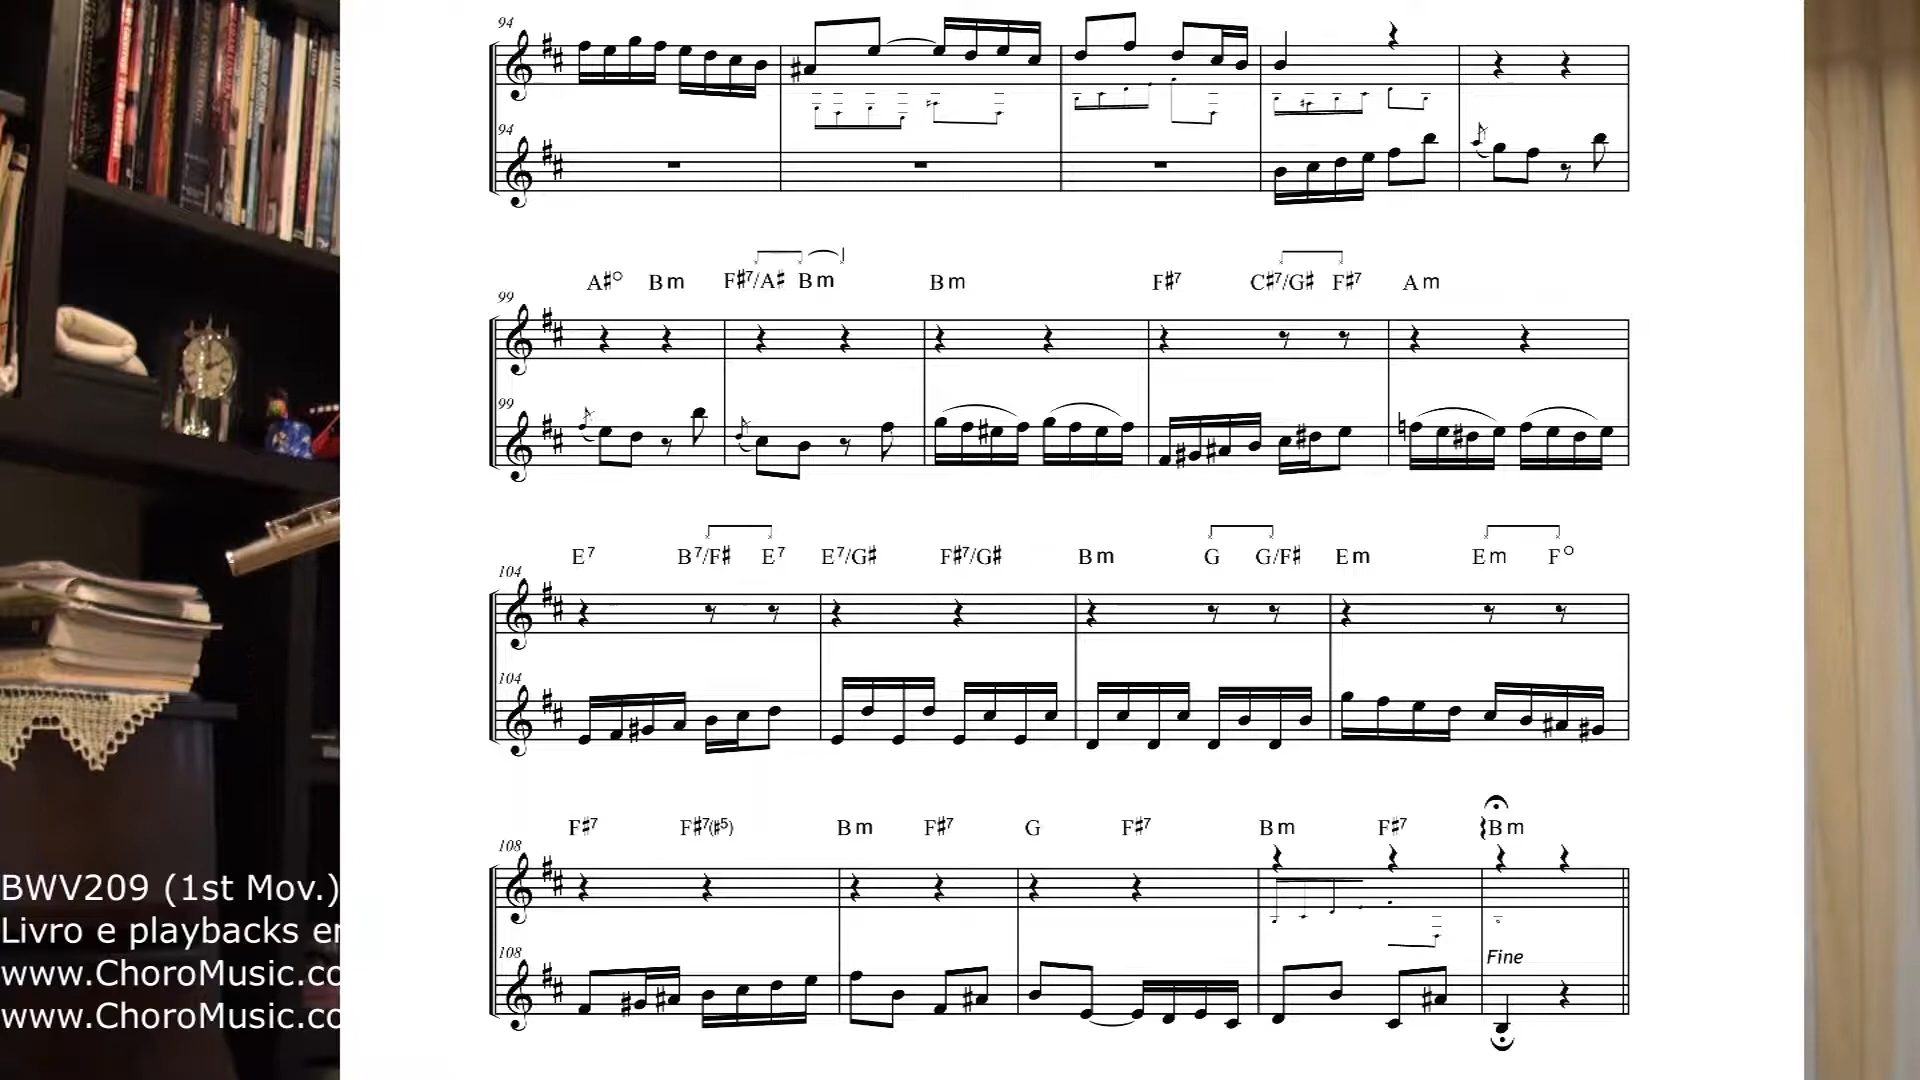 94
94
A♯° Bm F♯7/A♯ Bm Bm F♯7 C♯7/G♯ F♯7 Am
99
99
E7 B7/F♯ E7 E7/G♯ F♯7/G♯ Bm G G/F♯ Em Em F°
104
104
F♯7 F♯7(♯5) Bm F♯7 G F♯7 Bm F♯7 Bm
108
108
Fine
BWV209 (1st Mov.)
Livro e playbacks
www.ChoroMusic.co
www.ChoroMusic.co